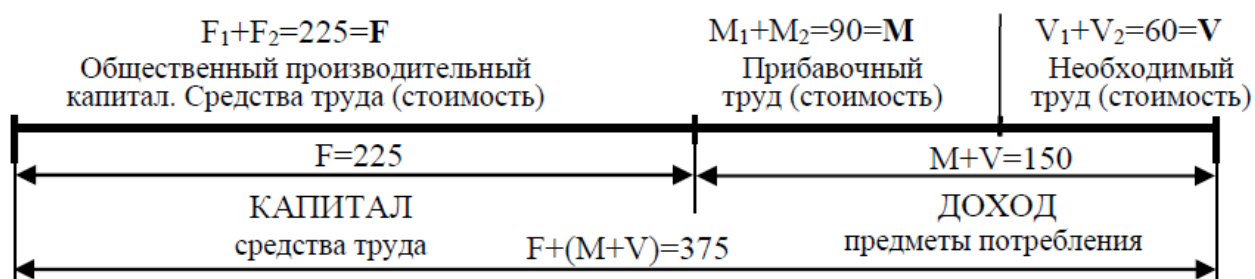 F₁+F₂=225=F
Общественный производительный
капитал. Средства труда (стоимость)
M₁+M₂=90=M
Прибавочный
труд (стоимость)
V₁+V₂=60=V
Необходимый
труд (стоимость)
F=225
M+V=150
КАПИТАЛ
средства труда
ДОХОД
предметы потребления
F+(M+V)=375